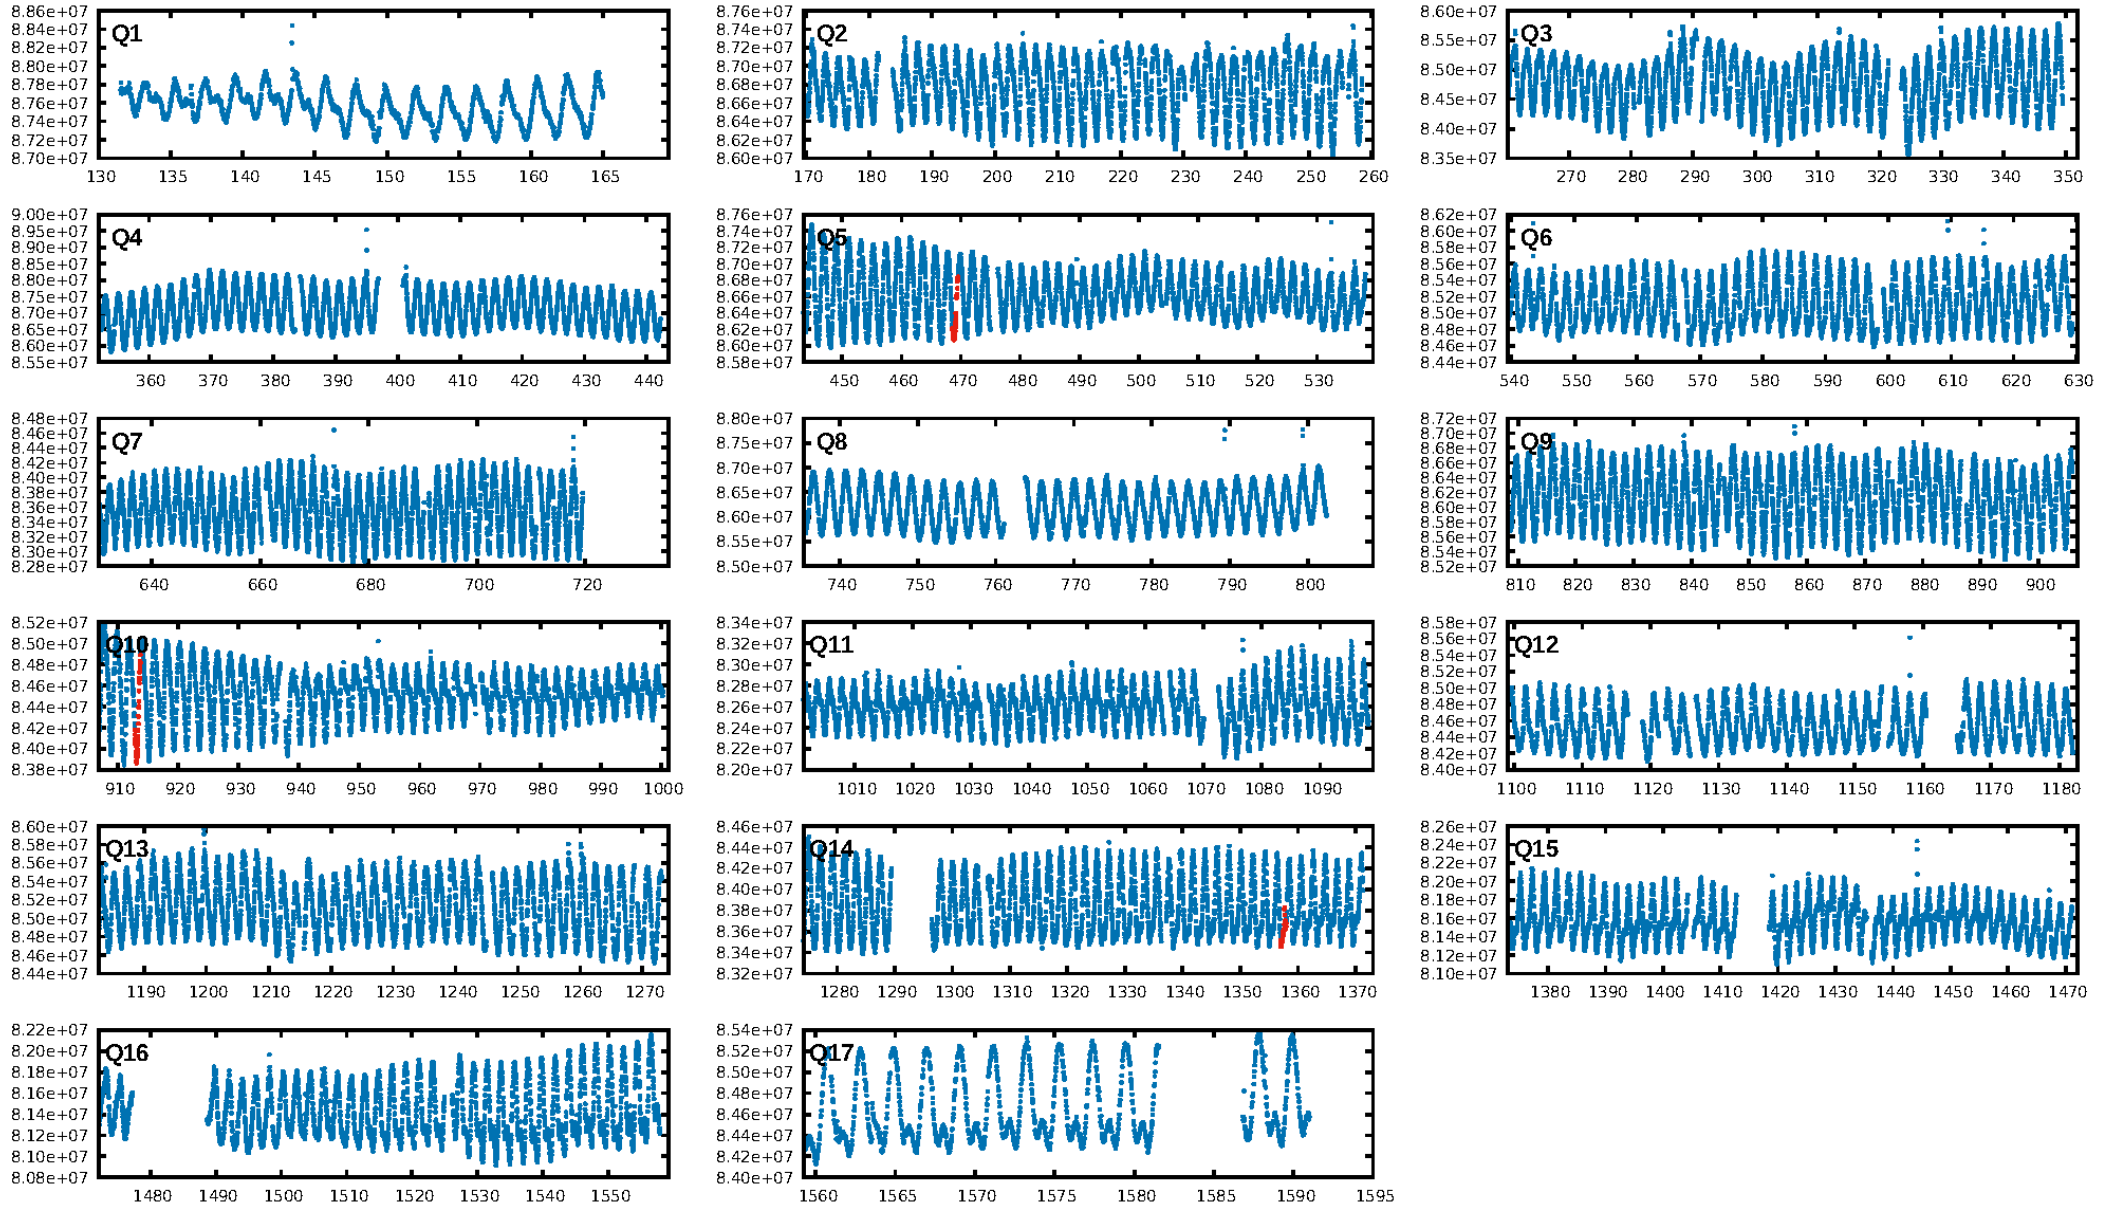 8.86e+07
8.84e+07
8.82e+07
8.80e+07
8.78e+07
8.76e+07
8.74e+07
8.72e+07
8.70e+07
Q1
130 135 140 145 150 155 160 165
8.76e+07
8.74e+07
8.72e+07
8.70e+07
8.68e+07
8.66e+07
8.64e+07
8.62e+07
8.60e+07
Q2
170 180 190 200 210 220 230 240 250 260
8.60e+07
8.55e+07
8.50e+07
8.45e+07
8.40e+07
8.35e+07
Q3
270 280 290 300 310 320 330 340 350
9.00e+07
8.95e+07
8.90e+07
8.85e+07
8.80e+07
8.75e+07
8.70e+07
8.65e+07
8.60e+07
8.55e+07
Q4
360 370 380 390 400 410 420 430 440
8.76e+07
8.74e+07
8.72e+07
8.70e+07
8.68e+07
8.66e+07
8.64e+07
8.62e+07
8.60e+07
8.58e+07
Q5
450 460 470 480 490 500 510 520 530
8.62e+07
8.60e+07
8.58e+07
8.56e+07
8.54e+07
8.52e+07
8.50e+07
8.48e+07
8.46e+07
8.44e+07
Q6
540 550 560 570 580 590 600 610 620 630
8.48e+07
8.46e+07
8.44e+07
8.42e+07
8.40e+07
8.38e+07
8.36e+07
8.34e+07
8.32e+07
8.30e+07
8.28e+07
Q7
640 660 680 700 720
8.80e+07
8.75e+07
8.70e+07
8.65e+07
8.60e+07
8.55e+07
8.50e+07
Q8
740 750 760 770 780 790 800
8.72e+07
8.70e+07
8.68e+07
8.66e+07
8.64e+07
8.62e+07
8.60e+07
8.58e+07
8.56e+07
8.54e+07
8.52e+07
Q9
810 820 830 840 850 860 870 880 890 900
8.52e+07
8.50e+07
8.48e+07
8.46e+07
8.44e+07
8.42e+07
8.40e+07
8.38e+07
Q10
910 920 930 940 950 960 970 980 990 1000
8.34e+07
8.32e+07
8.30e+07
8.28e+07
8.26e+07
8.24e+07
8.22e+07
8.20e+07
Q11
1010 1020 1030 1040 1050 1060 1070 1080 1090
8.58e+07
8.56e+07
8.54e+07
8.52e+07
8.50e+07
8.48e+07
8.46e+07
8.44e+07
8.42e+07
8.40e+07
Q12
1100 1110 1120 1130 1140 1150 1160 1170 1180
8.60e+07
8.58e+07
8.56e+07
8.54e+07
8.52e+07
8.50e+07
8.48e+07
8.46e+07
8.44e+07
Q13
1190 1200 1210 1220 1230 1240 1250 1260 1270
8.46e+07
8.44e+07
8.42e+07
8.40e+07
8.38e+07
8.36e+07
8.34e+07
8.32e+07
Q14
1280 1290 1300 1310 1320 1330 1340 1350 1360 1370
8.26e+07
8.24e+07
8.22e+07
8.20e+07
8.18e+07
8.16e+07
8.14e+07
8.12e+07
8.10e+07
Q15
1380 1390 1400 1410 1420 1430 1440 1450 1460 1470
8.22e+07
8.20e+07
8.18e+07
8.16e+07
8.14e+07
8.12e+07
8.10e+07
8.08e+07
Q16
1480 1490 1500 1510 1520 1530 1540 1550
8.54e+07
8.52e+07
8.50e+07
8.48e+07
8.46e+07
8.44e+07
8.42e+07
8.40e+07
Q17
1560 1565 1570 1575 1580 1585 1590 1595